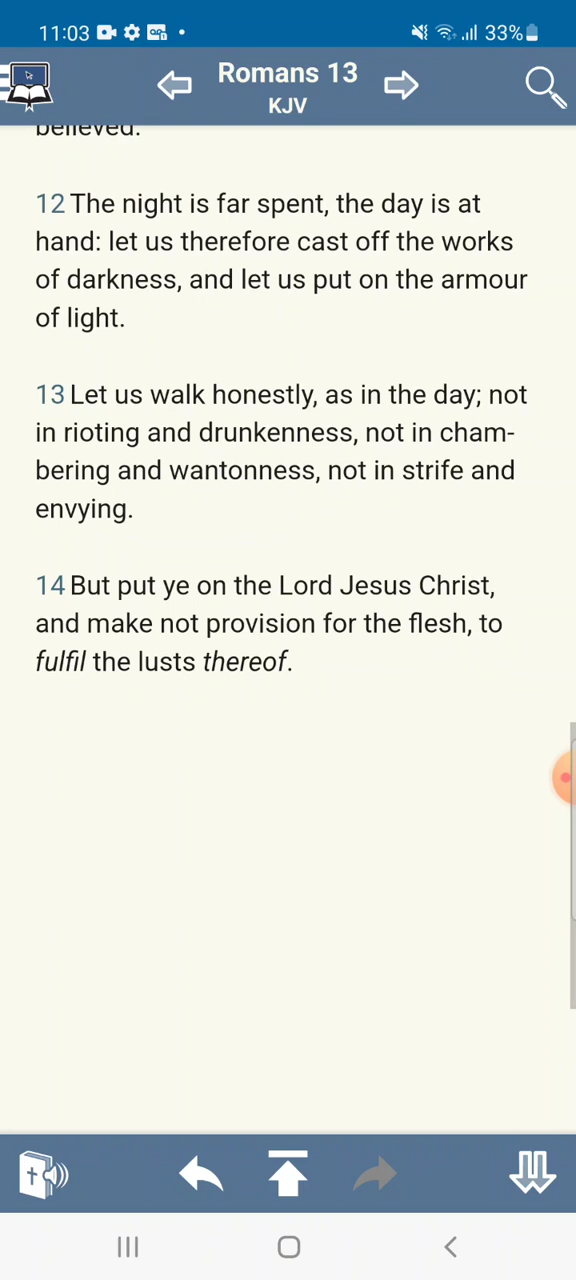 11:03
33%
Romans 13
KJV
believed.
12 The night is far spent, the day is at
hand: let us therefore cast off the works
of darkness, and let us put on the armour
of light.
13 Let us walk honestly, as in the day; not
in rioting and drunkenness, not in cham-
bering and wantonness, not in strife and
envying.
14 But put ye on the Lord Jesus Christ,
and make not provision for the flesh, to
fulfil the lusts thereof.